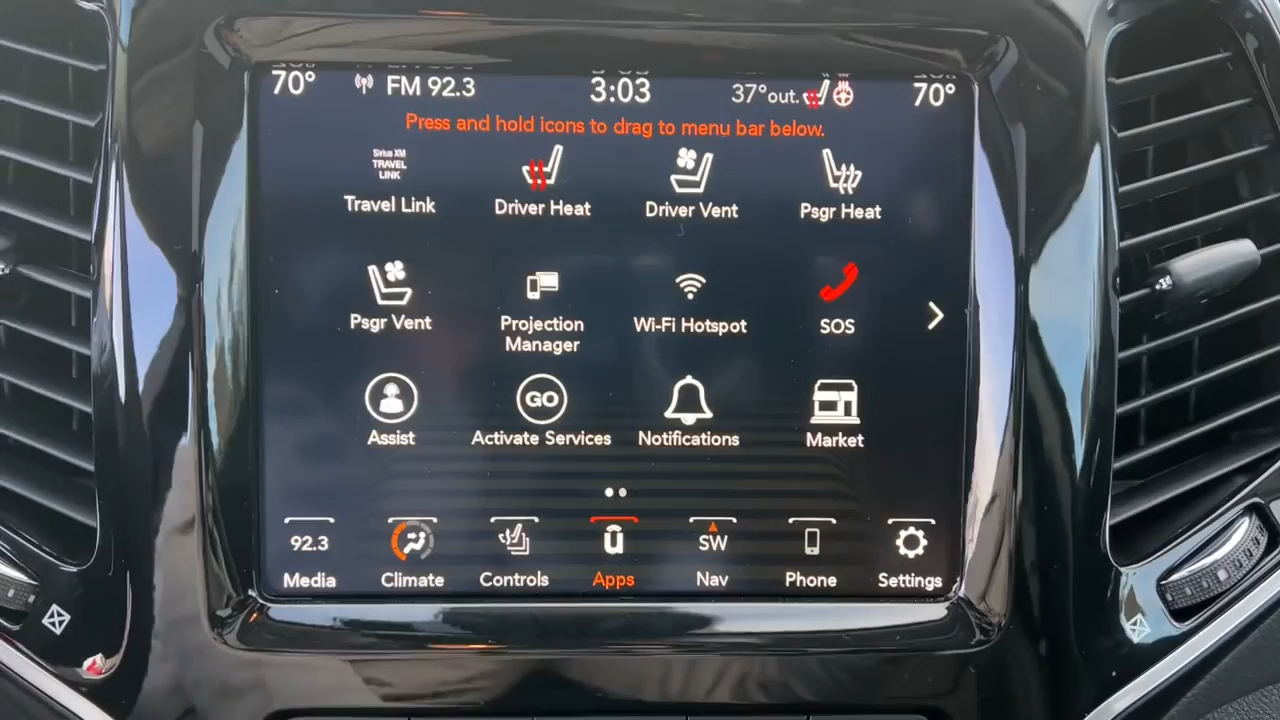 70° FM 92.3 3:03 37°out. 70°
Press and hold icons to drag to menu bar below.
Sirius XM
TRAVEL
LINK
Travel Link Driver Heat Driver Vent Psgr Heat
Psgr Vent Projection Manager Wi-Fi Hotspot SOS
GO
Assist Activate Services Notifications Market
92.3 SW
Media Climate Controls Apps Nav Phone Settings